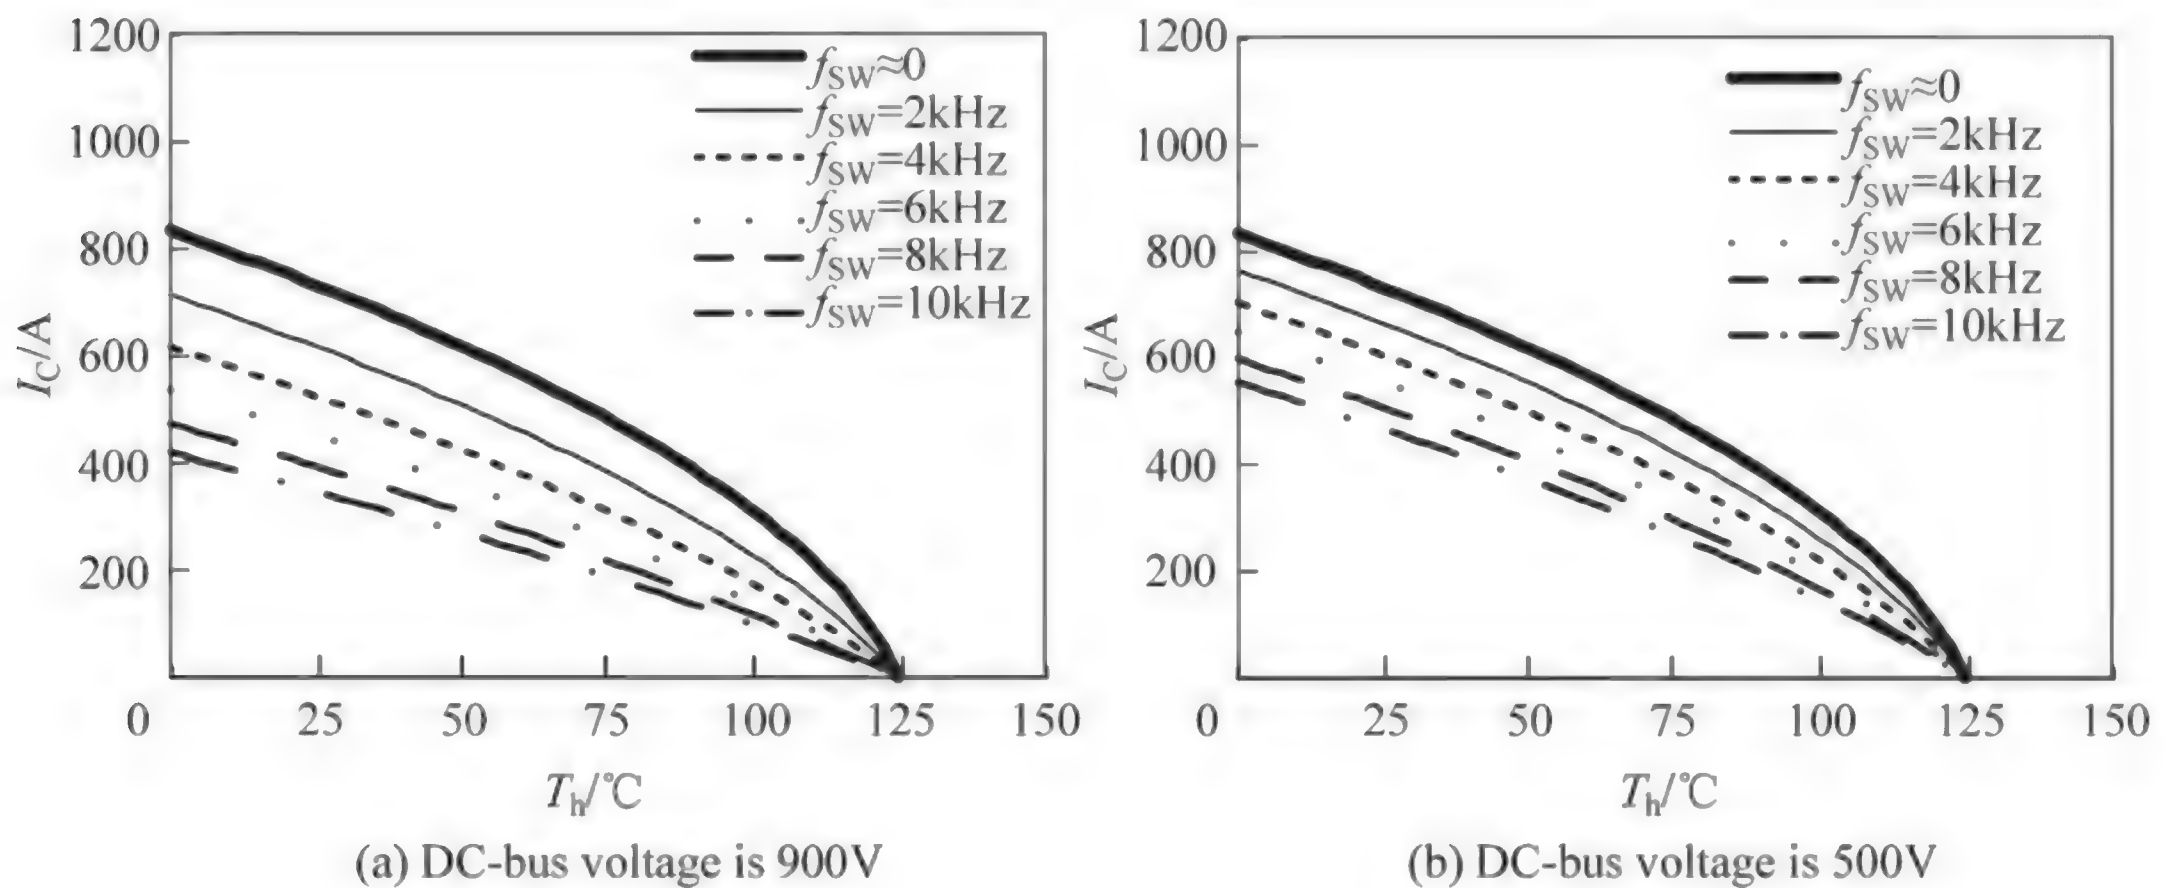 1200
1000
800
600
400
200
0
25
50
75
100
125
150
I_C/A
T_h/℃
f_SW≈0
f_SW=2kHz
f_SW=4kHz
f_SW=6kHz
f_SW=8kHz
f_SW=10kHz
(a) DC-bus voltage is 900V
1200
1000
800
600
400
200
0
25
50
75
100
125
150
I_C/A
T_h/℃
f_SW≈0
f_SW=2kHz
f_SW=4kHz
f_SW=6kHz
f_SW=8kHz
f_SW=10kHz
(b) DC-bus voltage is 500V